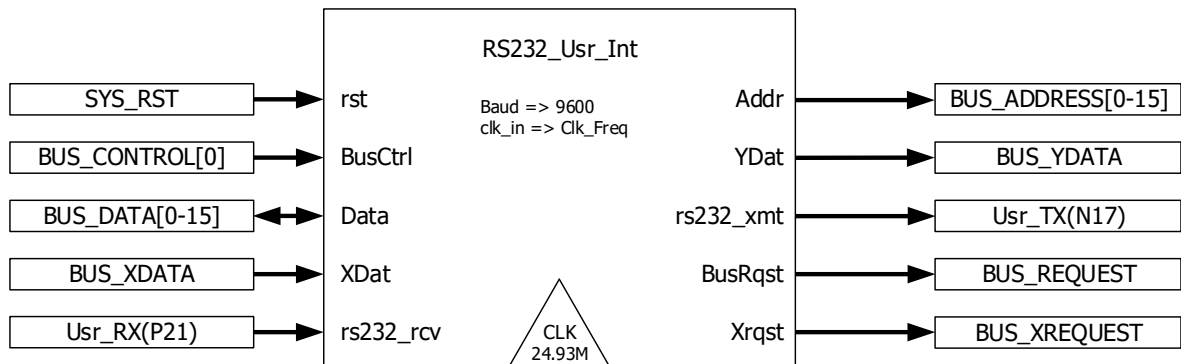 RS232_Usr_Int
Baud => 9600
clk_in => Clk_Freq
SYS_RST
rst
Addr
BUS_ADDRESS[0-15]
BUS_CONTROL[0]
BusCtrl
YDat
BUS_YDATA
BUS_DATA[0-15]
Data
rs232_xmt
Usr_TX(N17)
BUS_XDATA
XDat
BusRqst
BUS_REQUEST
Usr_RX(P21)
rs232_rcv
Xrqst
BUS_XREQUEST
CLK
24.93M